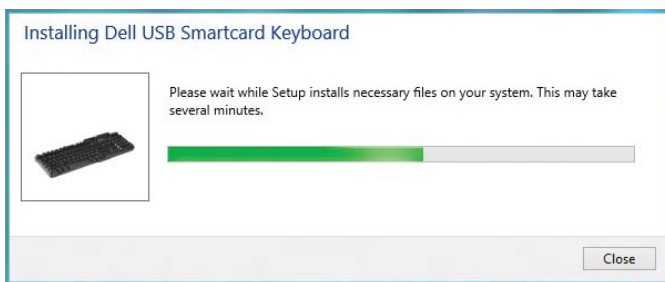 Installing Dell USB Smartcard Keyboard
Please wait while Setup installs necessary files on your system. This may take
several minutes.
Close